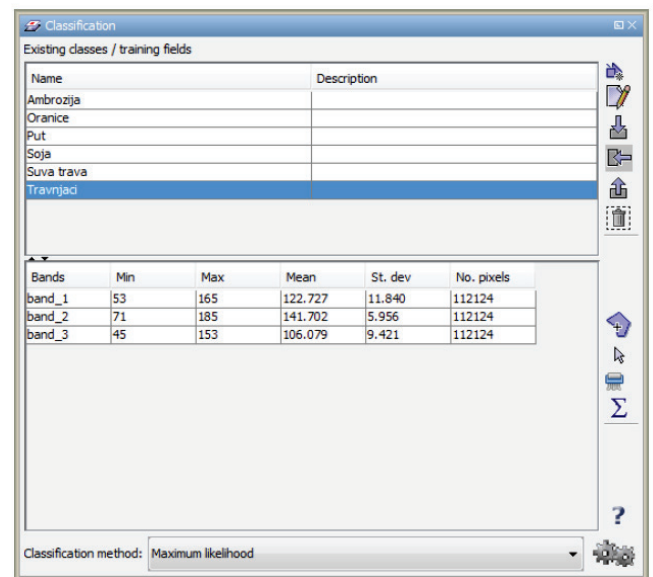 Classification
Existing classes / training fields
Name Description
Ambrozija
Oranice
Put
Soja
Suva trava
Travnjaci
Bands Min Max Mean St. dev No. pixels
band_1 53 165 122.727 11.840 112124
band_2 71 185 141.702 5.956 112124
band_3 45 153 106.079 9.421 112124
Σ
?
Classification method: Maximum likelihood